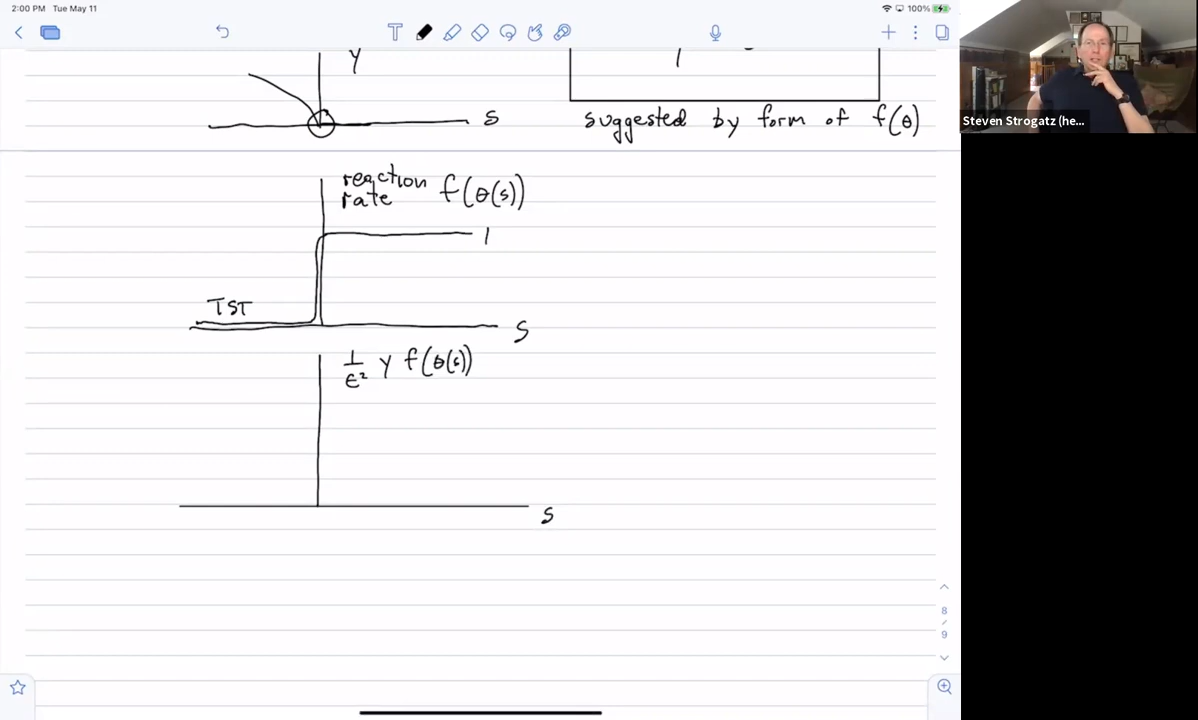 2:00 PM Tue May 11
100%
Steven Strogatz (he...
y
s
suggested by form of f(θ)
reaction rate f(θ(s))
1
TST
s
1/ε² y f(θ(s))
s
8
/
9